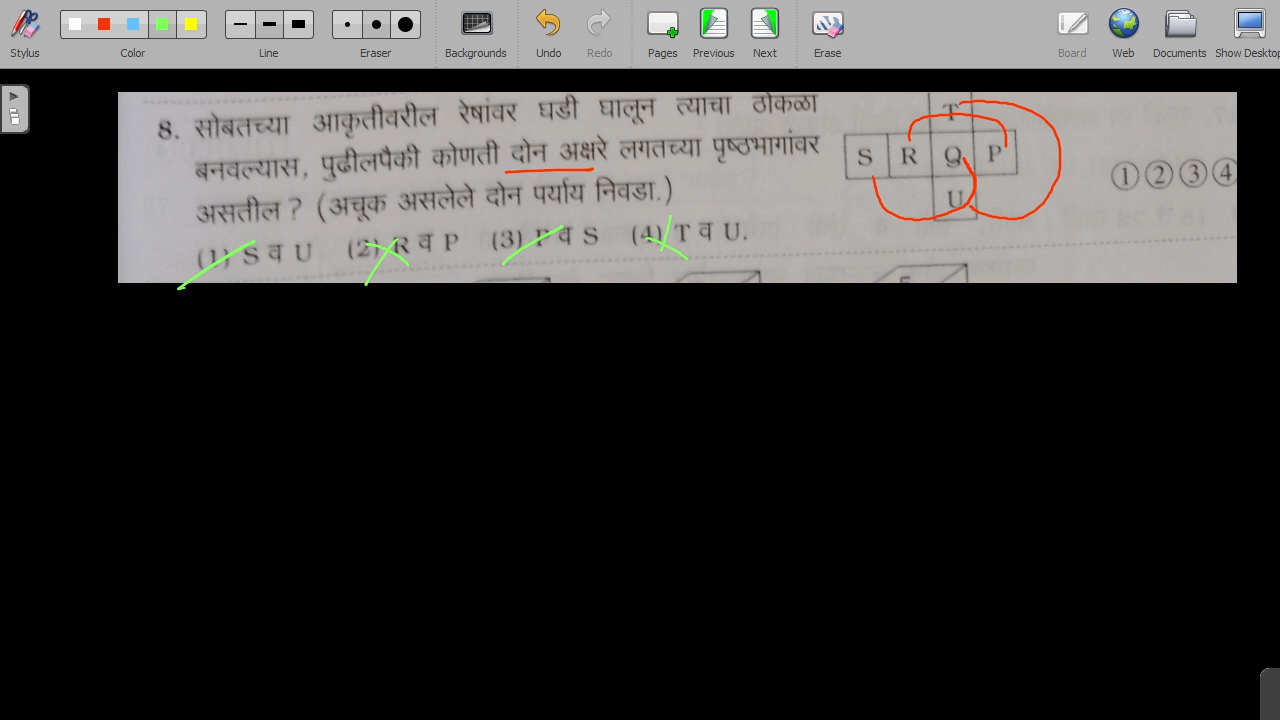 Stylus Color Line Eraser Backgrounds Undo Redo Pages Previous Next Erase Board Web Documents Show Desktop
8. सोबतच्या आकृतीवरील रेषांवर घडी घालून त्याचा ठोकळा
बनवल्यास, पुढीलपैकी कोणती दोन अक्षरे लगतच्या पृष्ठभागांवर
असतील ? (अचूक असलेले दोन पर्याय निवडा.)
(1) S व U (2) R व P (3) P व S (4) T व U.
T
S R Q P
U
① ② ③ ④